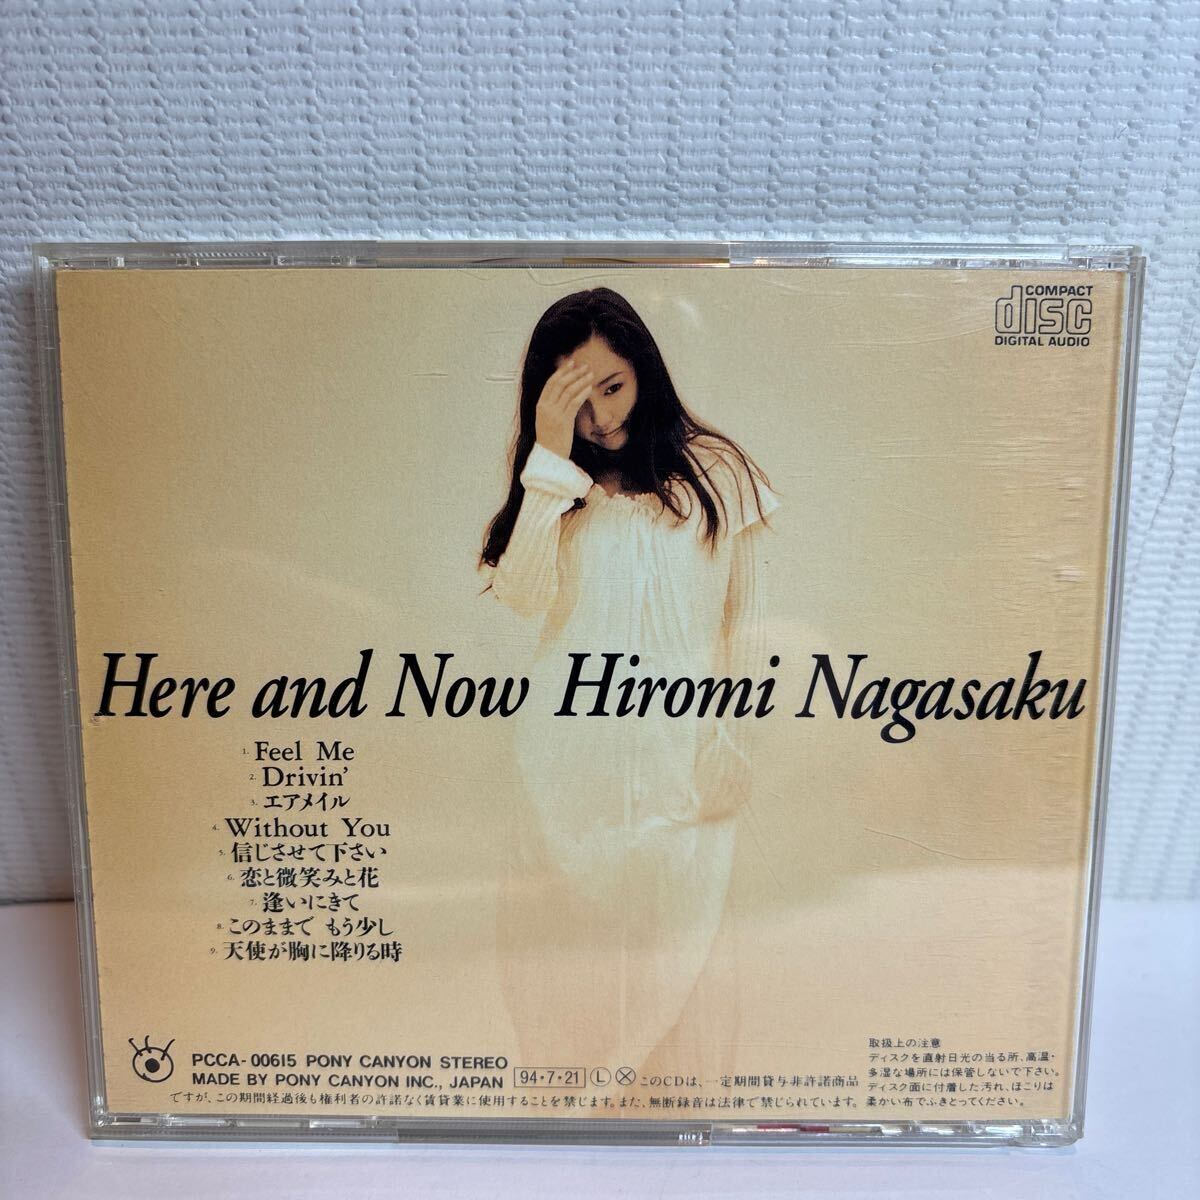 COMPACT
disc
DIGITAL AUDIO
Here and Now Hiromi Nagasaku
1. Feel Me
2. Drivin'
3. エアメイル
4. Without You
5. 信じさせて下さい
6. 恋と微笑みと花
7. 逢いにきて
8. このままで もう少し
9. 天使が胸に降りる時
PCCA-00615 PONY CANYON STEREO
MADE BY PONY CANYON INC., JAPAN 94・7・21 Ⓛ Ⓧ このCDは、一定期間貸与非許諾商品
ですが、この期間経過後も権利者の許諾なく賃貸業に使用することを禁じます。また、無断録音は法律で禁じられています。
取扱上の注意
ディスクを直射日光の当る所、高温・
多湿な場所には保管しないで下さい。
ディスク面に付着した汚れ、ほこりは
柔かい布でふきとってください。